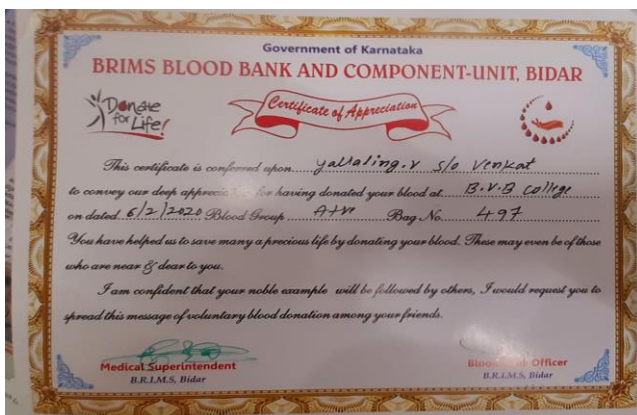 Government of Karnataka
BRIMS BLOOD BANK AND COMPONENT-UNIT, BIDAR
Donate for Life!
Certificate of Appreciation
This certificate is conferred upon yallaling.v s/o Venkat
to convey our deep appreciation for having donated your blood at B.V.B College
on dated 6/2/2020 Blood Group A+ve Bag No. 497
You have helped us to save many a precious life by donating your blood. These may even be of those
who are near & dear to you.
I am confident that your noble example will be followed by others, I would request you to
spread this message of voluntary blood donation among your friends.
Medical Superintendent
B.R.I.M.S, Bidar
Blood Officer
B.R.I.M.S, Bidar